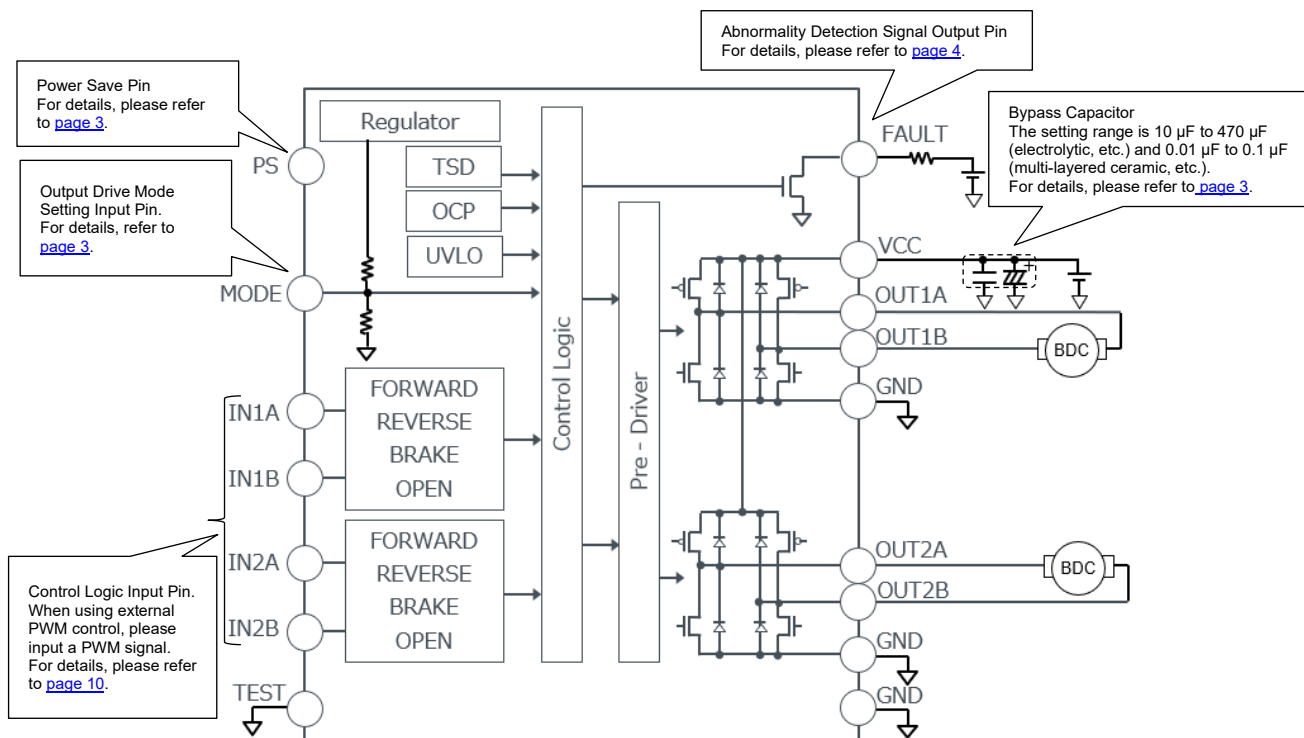 Abnormality Detection Signal Output Pin
For details, please refer to page 4.
Power Save Pin
For details, please refer
to page 3.
Bypass Capacitor
The setting range is 10 µF to 470 µF
(electrolytic, etc.) and 0.01 µF to 0.1 µF
(multi-layered ceramic, etc.).
For details, please refer to page 3.
Output Drive Mode
Setting Input Pin.
For details, refer to
page 3.
Regulator
FAULT
PS
TSD
OCP
UVLO
MODE
VCC
OUT1A
OUT1B
BDC
GND
Control Logic
Pre - Driver
IN1A
IN1B
FORWARD
REVERSE
BRAKE
OPEN
IN2A
IN2B
FORWARD
REVERSE
BRAKE
OPEN
OUT2A
OUT2B
BDC
GND
Control Logic Input Pin.
When using external
PWM control, please
input a PWM signal.
For details, please refer
to page 10.
TEST
GND
+